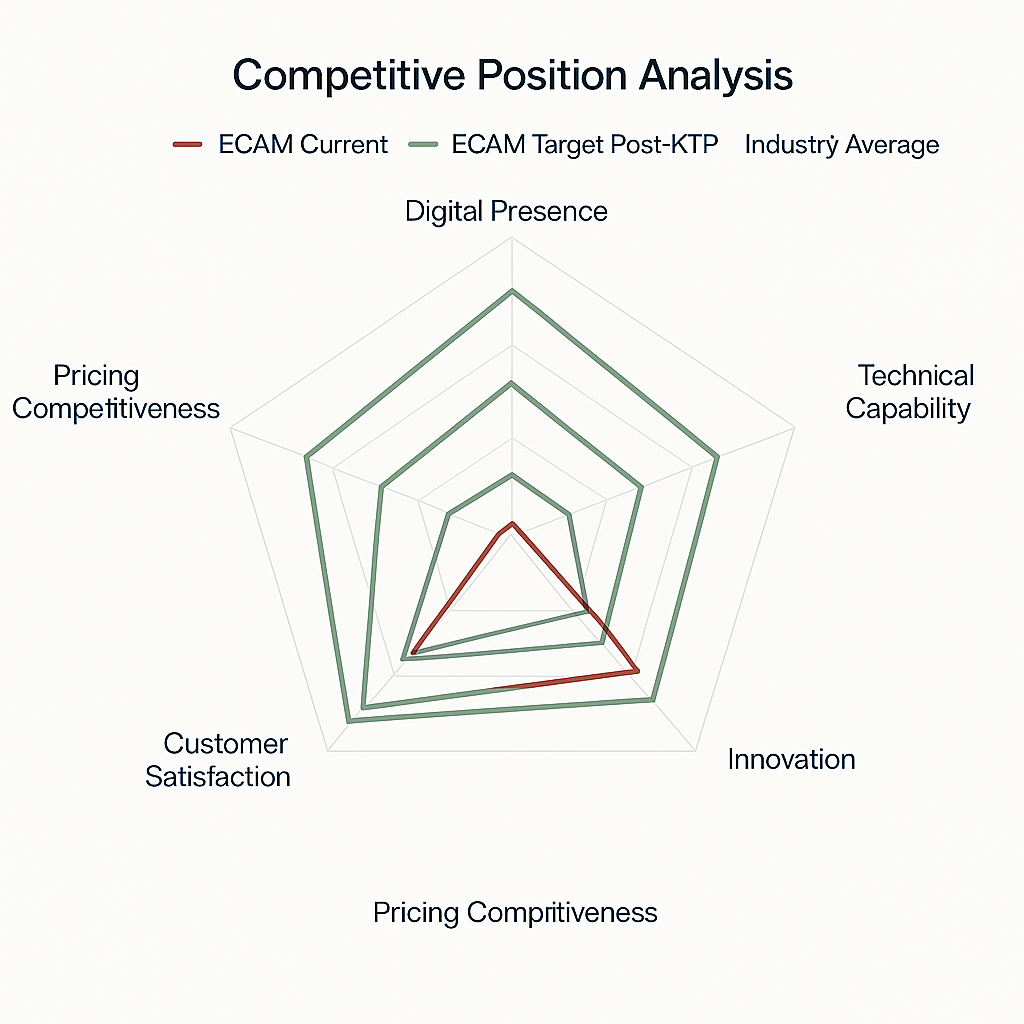 Competitive Position Analysis
ECAM Current ECAM Target Post-KTP Industry Average
Digital Presence
Pricing
Competitiveness
Technical
Capability
Customer
Satisfaction
Innovation
Pricing Compritiveness